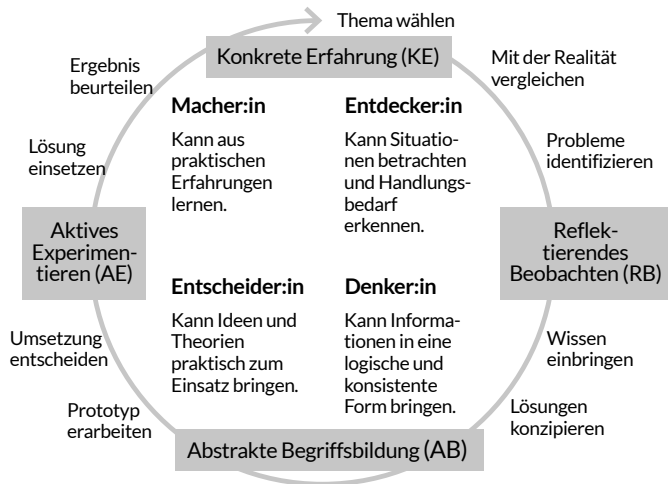 Thema wählen
Konkrete Erfahrung (KE)
Mit der Realität
vergleichen
Probleme
identifizieren
Reflek-
tierendes
Beobachten (RB)
Wissen
einbringen
Lösungen
konzipieren
Abstrakte Begriffsbildung (AB)
Prototyp
erarbeiten
Umsetzung
entscheiden
Aktives
Experimen-
tieren (AE)
Lösung
einsetzen
Ergebnis
beurteilen
Macher:in
Kann aus
praktischen
Erfahrungen
lernen.
Entdecker:in
Kann Situatio-
nen betrachten
und Handlungs-
bedarf
erkennen.
Entscheider:in
Kann Ideen und
Theorien
praktisch zum
Einsatz bringen.
Denker:in
Kann Informa-
tionen in eine
logische und
konsistente
Form bringen.